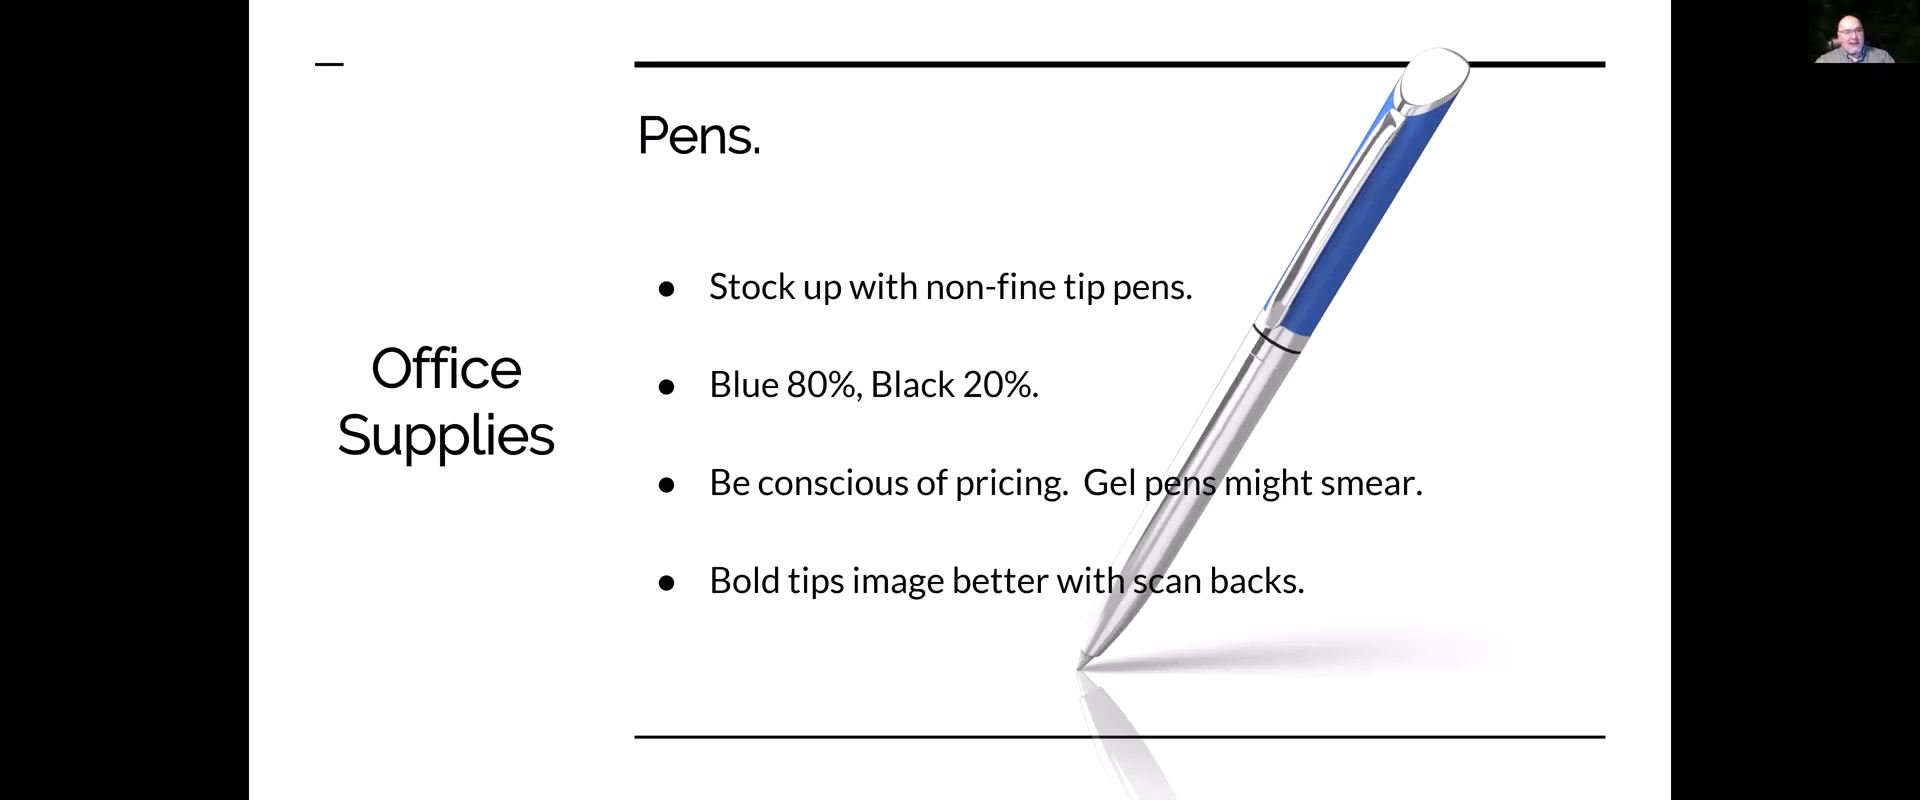 Office
Supplies
Pens.
● Stock up with non-fine tip pens.
● Blue 80%, Black 20%.
● Be conscious of pricing.  Gel pens might smear.
● Bold tips image better with scan backs.